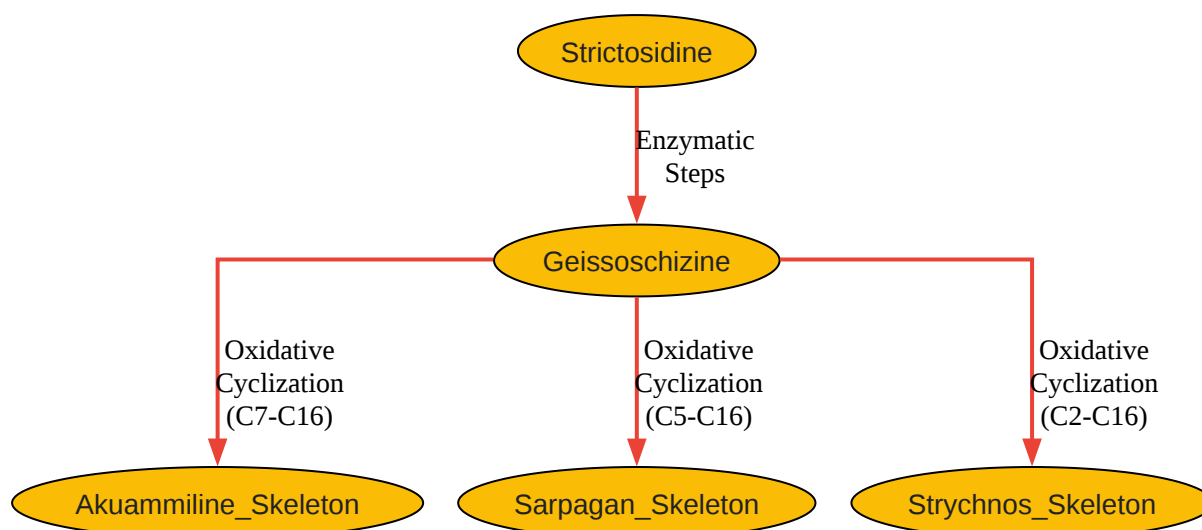 Strictosidine
Enzymatic
Steps
Geissoschizine
Oxidative
Cyclization
(C7-C16)
Oxidative
Cyclization
(C5-C16)
Oxidative
Cyclization
(C2-C16)
Akuammiline_Skeleton
Sarpagan_Skeleton
Strychnos_Skeleton